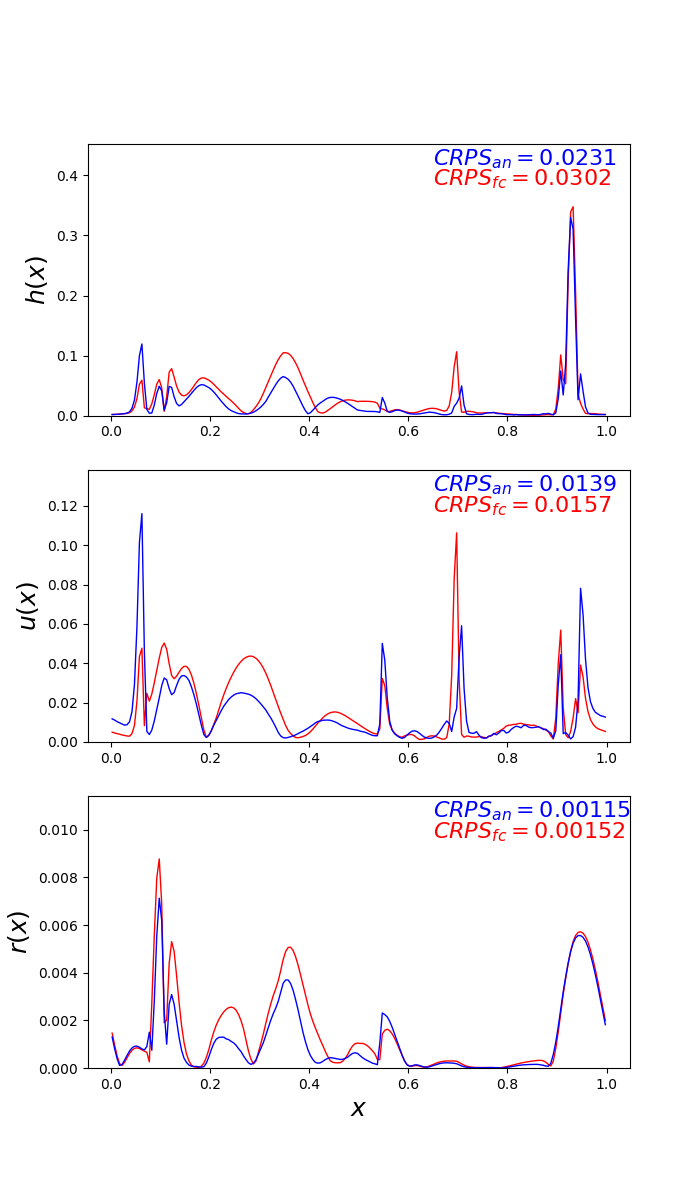 CRPS_an = 0.0231
CRPS_fc = 0.0302
0.4
0.3
0.2
0.1
0.0
h(x)
0.0 0.2 0.4 0.6 0.8 1.0
CRPS_an = 0.0139
CRPS_fc = 0.0157
0.12
0.10
0.08
0.06
0.04
0.02
0.00
u(x)
0.0 0.2 0.4 0.6 0.8 1.0
CRPS_an = 0.00115
CRPS_fc = 0.00152
0.010
0.008
0.006
0.004
0.002
0.000
r(x)
0.0 0.2 0.4 0.6 0.8 1.0
x